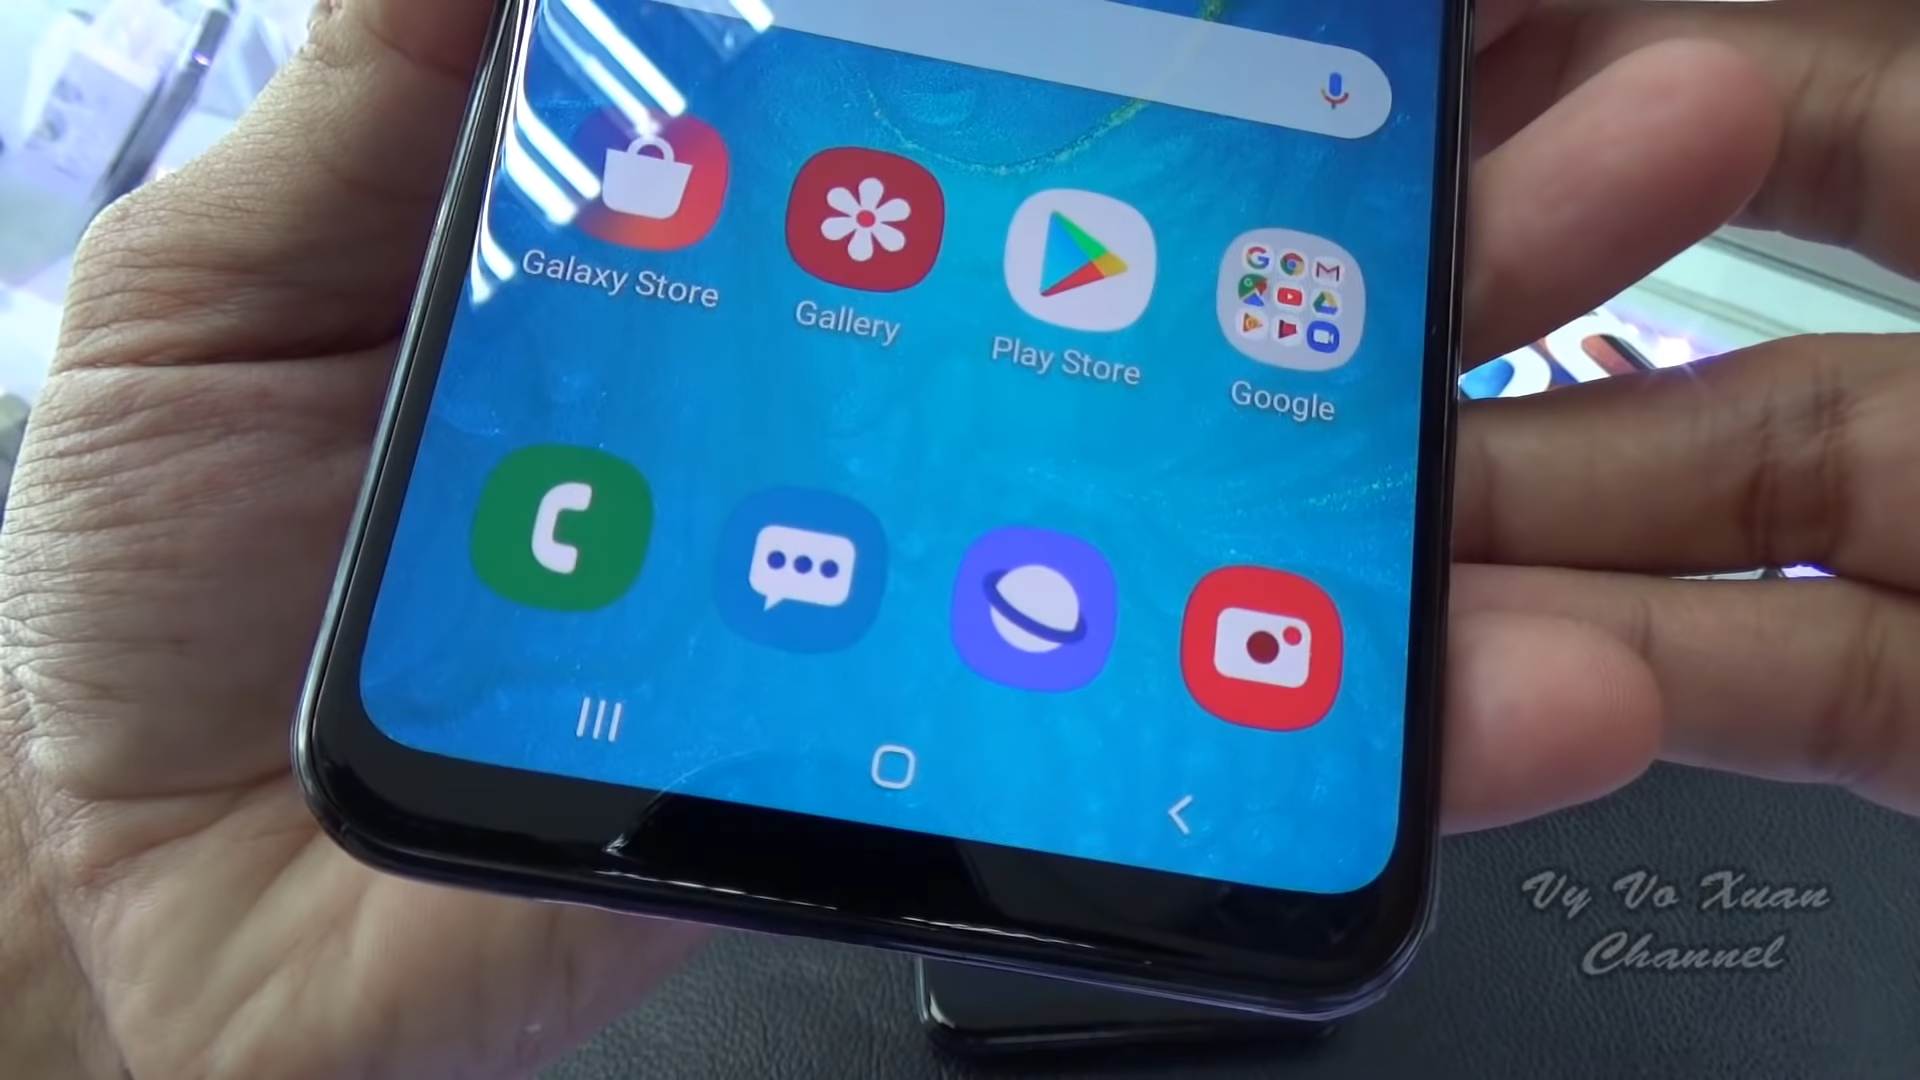 Galaxy Store
Gallery
Play Store
Google
Vy Vo Xuan
Channel